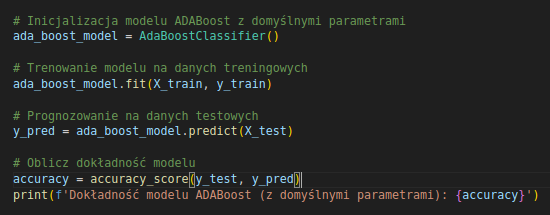 # Inicjalizacja modelu ADABoost z domyślnymi parametrami
ada_boost_model = AdaBoostClassifier()
# Trenowanie modelu na danych treningowych
ada_boost_model.fit(X_train, y_train)
# Prognozowanie na danych testowych
y_pred = ada_boost_model.predict(X_test)
# Oblicz dokładność modelu
accuracy = accuracy_score(y_test, y_pred)
print(f'Dokładność modelu ADABoost (z domyślnymi parametrami): {accuracy}')